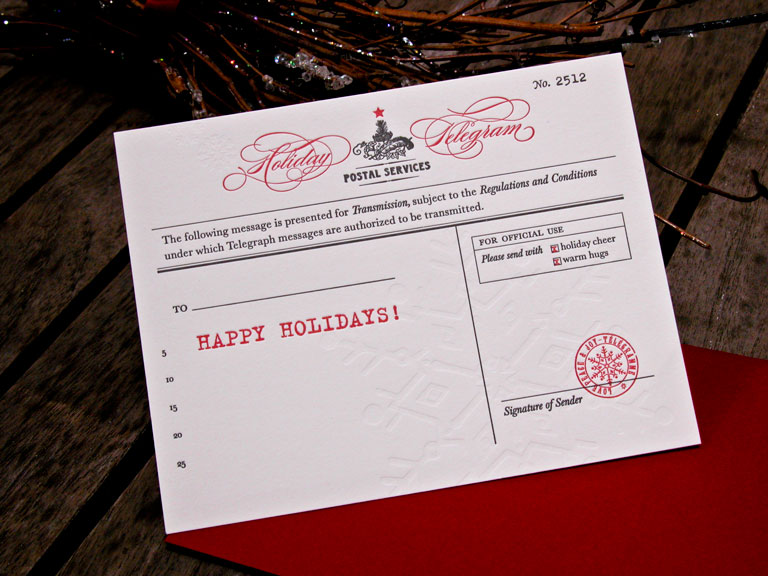 No. 2512
Holiday Telegram
POSTAL SERVICES
The following message is presented for Transmission, subject to the Regulations and Conditions
under which Telegraph messages are authorized to be transmitted.
FOR OFFICIAL USE
Please send with holiday cheer
warm hugs
TO
HAPPY HOLIDAYS!
5
10
15
20
25
LOVE PEACE & JOY-TELEGRAMME
Signature of Sender